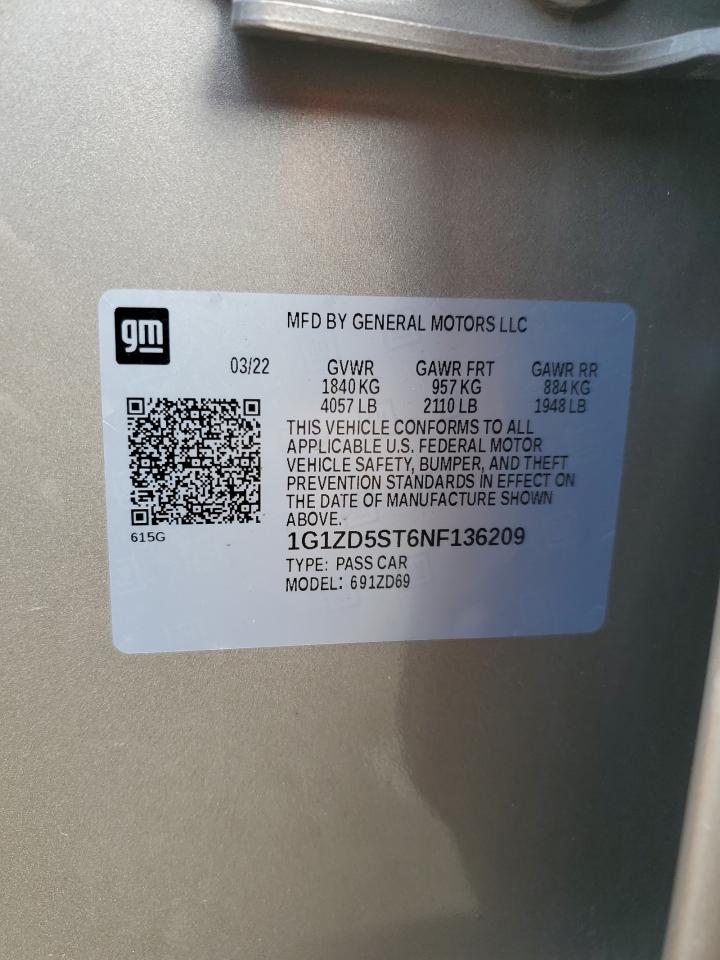 gm
MFD BY GENERAL MOTORS LLC
03/22 GVWR GAWR FRT GAWR RR
1840 KG 957 KG 884 KG
4057 LB 2110 LB 1948 LB
THIS VEHICLE CONFORMS TO ALL
APPLICABLE U.S. FEDERAL MOTOR
VEHICLE SAFETY, BUMPER, AND THEFT
PREVENTION STANDARDS IN EFFECT ON
THE DATE OF MANUFACTURE SHOWN
ABOVE.
615G
1G1ZD5ST6NF136209
TYPE: PASS CAR
MODEL: 691ZD69